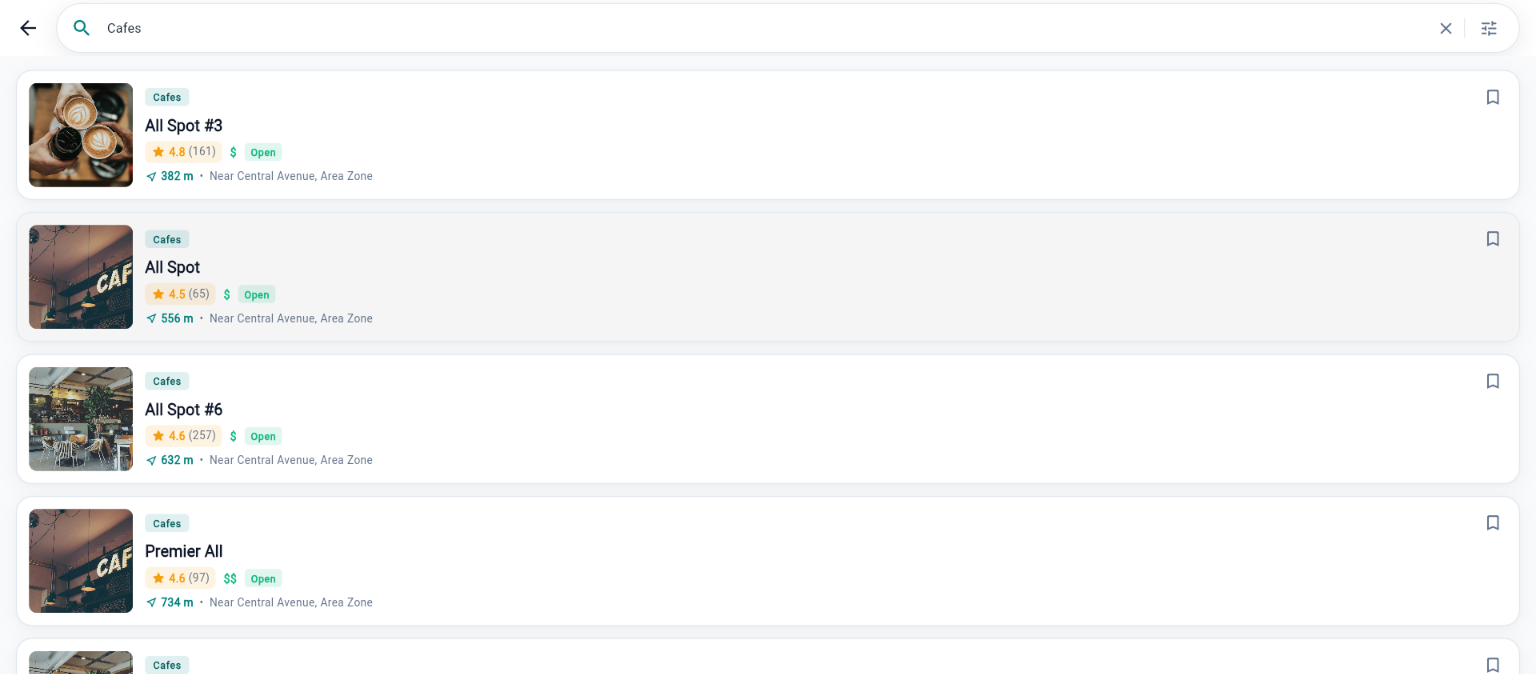 Cafes
Cafes
All Spot #3
4.8 (161) $ Open
382 m • Near Central Avenue, Area Zone
CAF
Cafes
All Spot
4.5 (65) $ Open
556 m • Near Central Avenue, Area Zone
Cafes
All Spot #6
4.6 (257) $ Open
632 m • Near Central Avenue, Area Zone
CAF
Cafes
Premier All
4.6 (97) $$ Open
734 m • Near Central Avenue, Area Zone
Cafes